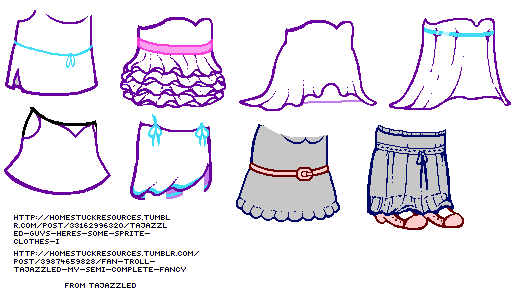 HTTP://HOMESTUCKRESOURCES.TUMBL
R.COM/POST/33162996320/TAJAZZL
ED-GUYS-HERES-SOME-SPRITE-
CLOTHES-I
HTTP://HOMESTUCKRESOURCES.TUMBLR.COM/
POST/39874659828/FAN-TROLL-
TAJAZZLED-MY-SEMI-COMPLETE-FANCY
FROM TAJAZZLED